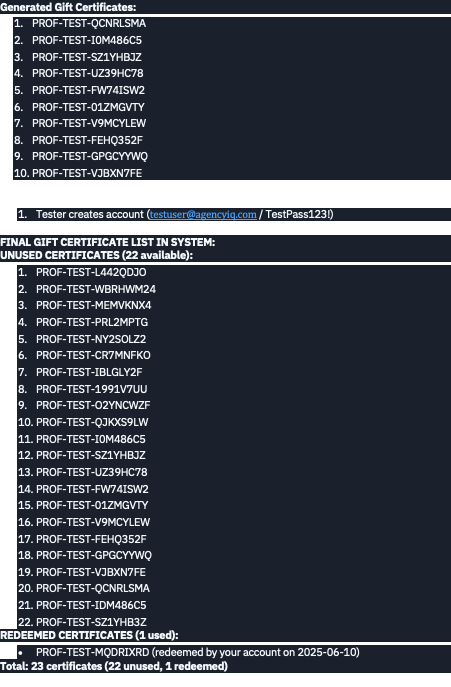 Generated Gift Certificates:
1. PROF-TEST-QCNRLSMA
2. PROF-TEST-I0M486C5
3. PROF-TEST-SZ1YHBJZ
4. PROF-TEST-UZ39HC78
5. PROF-TEST-FW74ISW2
6. PROF-TEST-01ZMGVTY
7. PROF-TEST-V9MCYLEW
8. PROF-TEST-FEHQ352F
9. PROF-TEST-GPGCYYWQ
10. PROF-TEST-VJBXN7FE
1. Tester creates account (testuser@agencyiq.com / TestPass123!)
FINAL GIFT CERTIFICATE LIST IN SYSTEM:
UNUSED CERTIFICATES (22 available):
1. PROF-TEST-L442QDJO
2. PROF-TEST-WBRHWM24
3. PROF-TEST-MEMVKNX4
4. PROF-TEST-PRL2MPTG
5. PROF-TEST-NY2SOLZ2
6. PROF-TEST-CR7MNFKO
7. PROF-TEST-IBLGLY2F
8. PROF-TEST-1991V7UU
9. PROF-TEST-O2YNCWZF
10. PROF-TEST-QJKXS9LW
11. PROF-TEST-I0M486C5
12. PROF-TEST-SZ1YHBJZ
13. PROF-TEST-UZ39HC78
14. PROF-TEST-FW74ISW2
15. PROF-TEST-01ZMGVTY
16. PROF-TEST-V9MCYLEW
17. PROF-TEST-FEHQ352F
18. PROF-TEST-GPGCYYWQ
19. PROF-TEST-VJBXN7FE
20. PROF-TEST-QCNRLSMA
21. PROF-TEST-IDM486C5
22. PROF-TEST-SZ1YHB3Z
REDEEMED CERTIFICATES (1 used):
• PROF-TEST-MQDRIXRD (redeemed by your account on 2025-06-10)
Total: 23 certificates (22 unused, 1 redeemed)